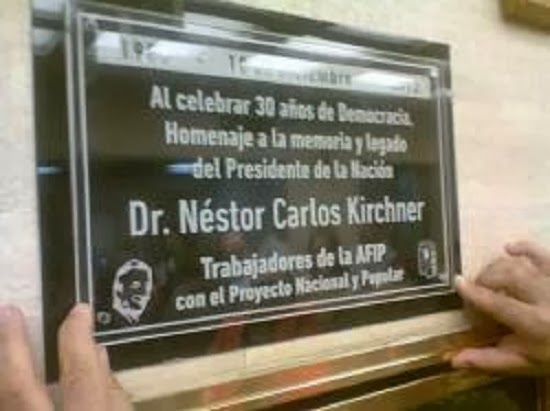 Al celebrar 30 años de Democracia.
Homenaje a la memoria y legado
del Presidente de la Nación
Dr. Néstor Carlos Kirchner
Trabajadores de la AFIP
con el Proyecto Nacional y Popular